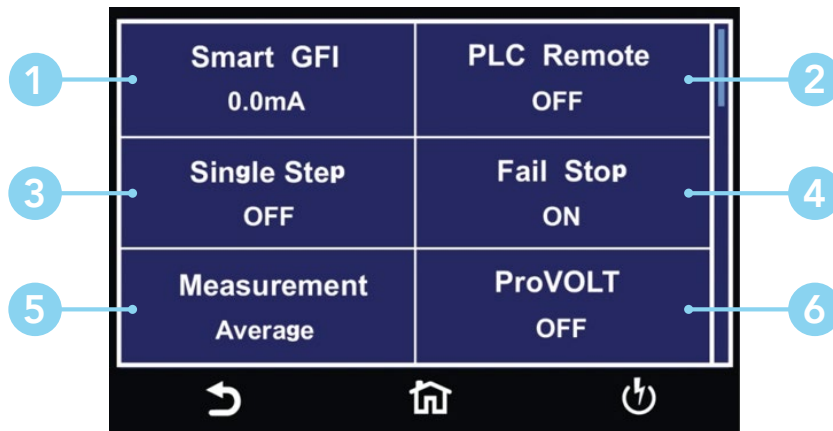 Smart GFI
0.0mA
PLC Remote
OFF
Single Step
OFF
Fail Stop
ON
Measurement
Average
ProVOLT
OFF
1
2
3
4
5
6